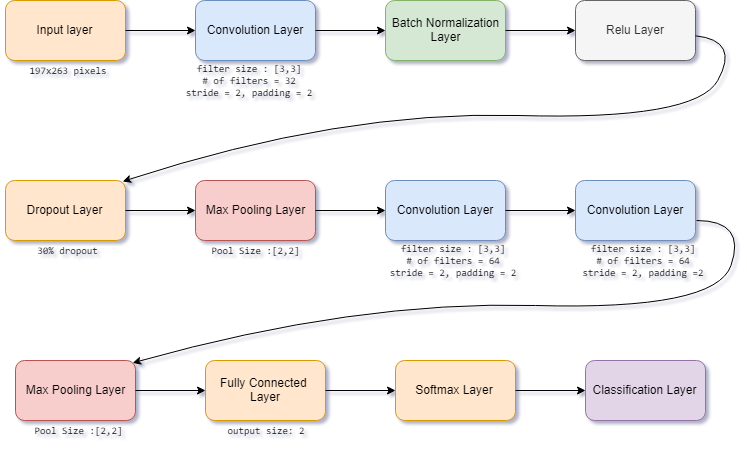 Input layer
197x263 pixels
Convolution Layer
filter size : [3,3]
# of filters = 32
stride = 2, padding = 2
Batch Normalization
Layer
Relu Layer
Dropout Layer
30% dropout
Max Pooling Layer
Pool Size :[2,2]
Convolution Layer
filter size : [3,3]
# of filters = 64
stride = 2, padding = 2
Convolution Layer
filter size : [3,3]
# of filters = 64
stride = 2, padding =2
Max Pooling Layer
Pool Size :[2,2]
Fully Connected
Layer
output size: 2
Softmax Layer
Classification Layer